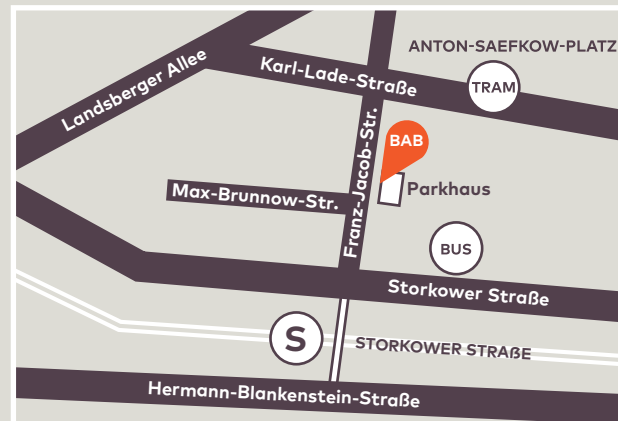 ANTON-SAEFKOW-PLATZ
Landsberger Allee
Karl-Lade-Straße
TRAM
Franz-Jacob-Str.
BAB
Parkhaus
Max-Brunnow-Str.
BUS
Storkower Straße
S
STORKOWER STRAßE
Hermann-Blankenstein-Straße